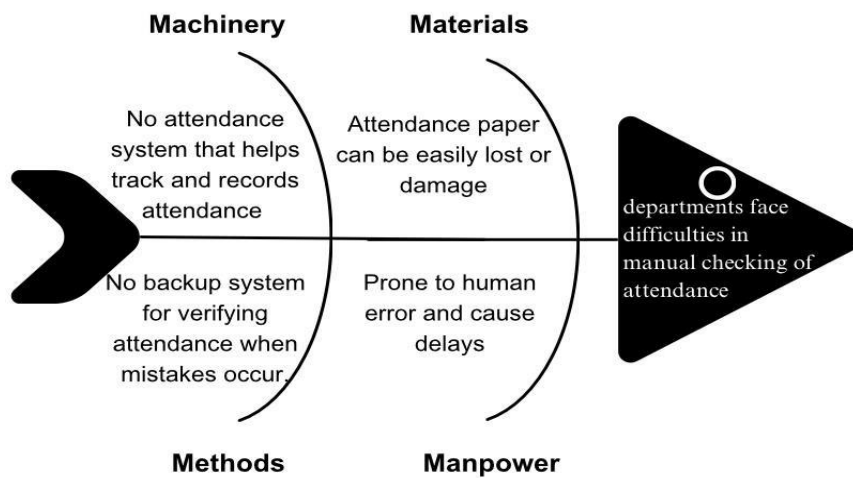 Machinery
Materials
No attendance
system that helps
track and records
attendance
Attendance paper
can be easily lost or
damage
departments face
difficulties in
manual checking of
attendance
No backup system
for verifying
attendance when
mistakes occur.
Prone to human
error and cause
delays
Methods
Manpower